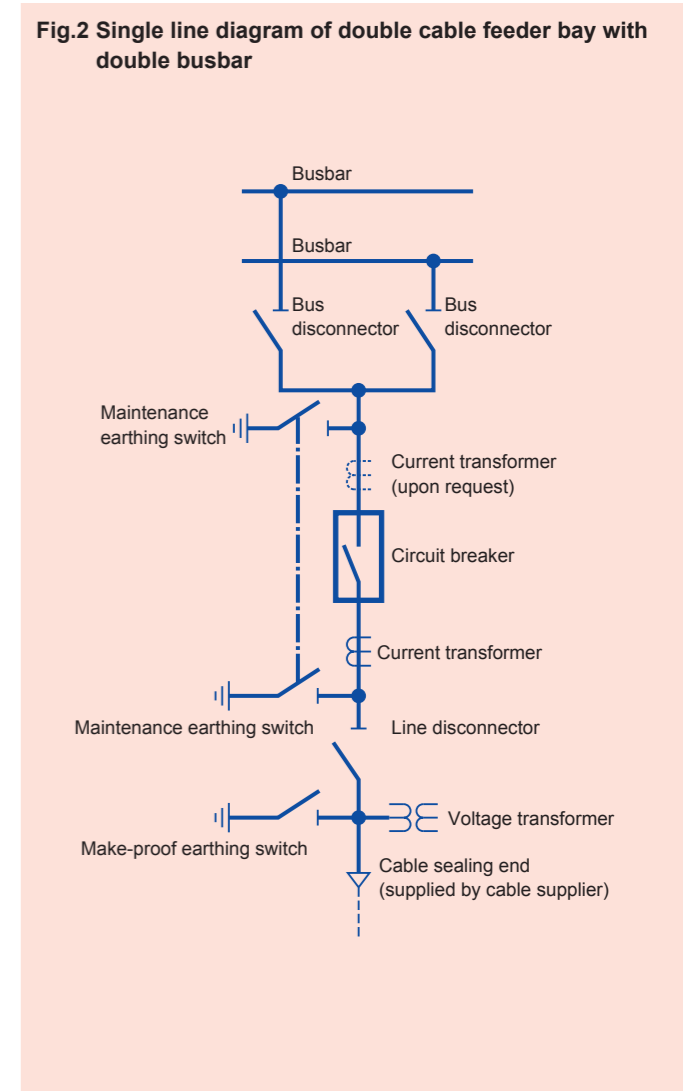 Fig.2 Single line diagram of double cable feeder bay with
double busbar
Busbar
Busbar
Bus
disconnector
Bus
disconnector
Maintenance
earthing switch
Current transformer
(upon request)
Circuit breaker
Current transformer
Maintenance earthing switch
Line disconnector
Voltage transformer
Make-proof earthing switch
Cable sealing end
(supplied by cable supplier)